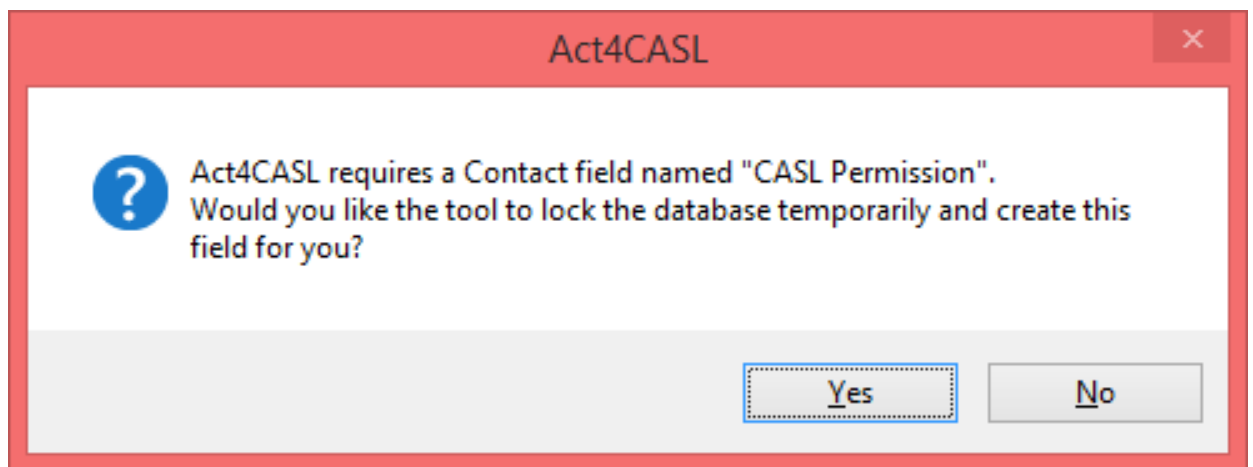 Act4CASL
Act4CASL requires a Contact field named "CASL Permission".
Would you like the tool to lock the database temporarily and create this
field for you?
Yes
No